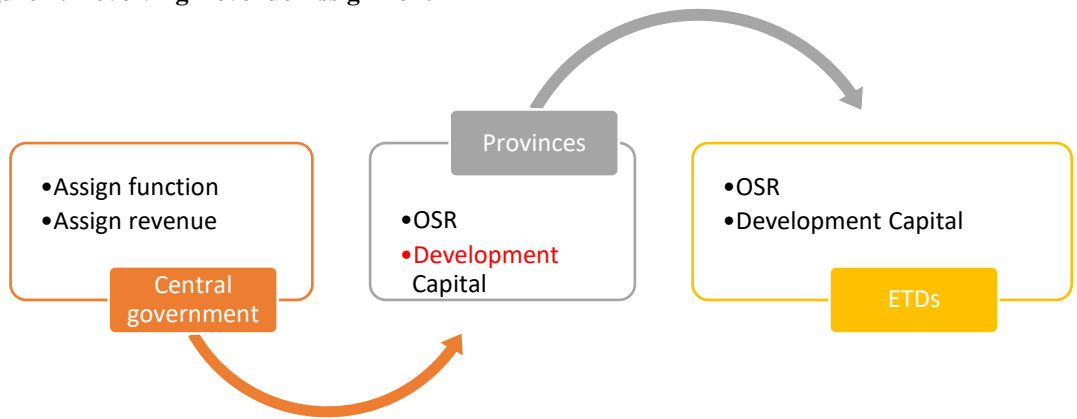 •Assign function
•Assign revenue
Central
government
Provinces
•OSR
•Development
Capital
•OSR
•Development Capital
ETDs